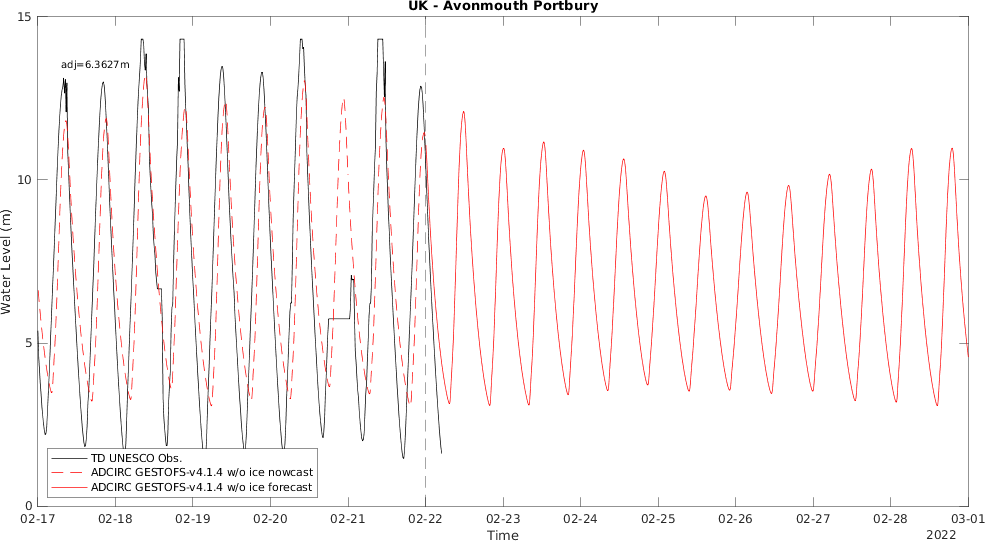 UK - Avonmouth Portbury
15
adj=6.3627m
10
Water Level (m)
5
TD UNESCO Obs.
ADCIRC GESTOFS-v4.1.4 w/o ice nowcast
ADCIRC GESTOFS-v4.1.4 w/o ice forecast
0
02-17 02-18 02-19 02-20 02-21 02-22 02-23 02-24 02-25 02-26 02-27 02-28 03-01
Time 2022